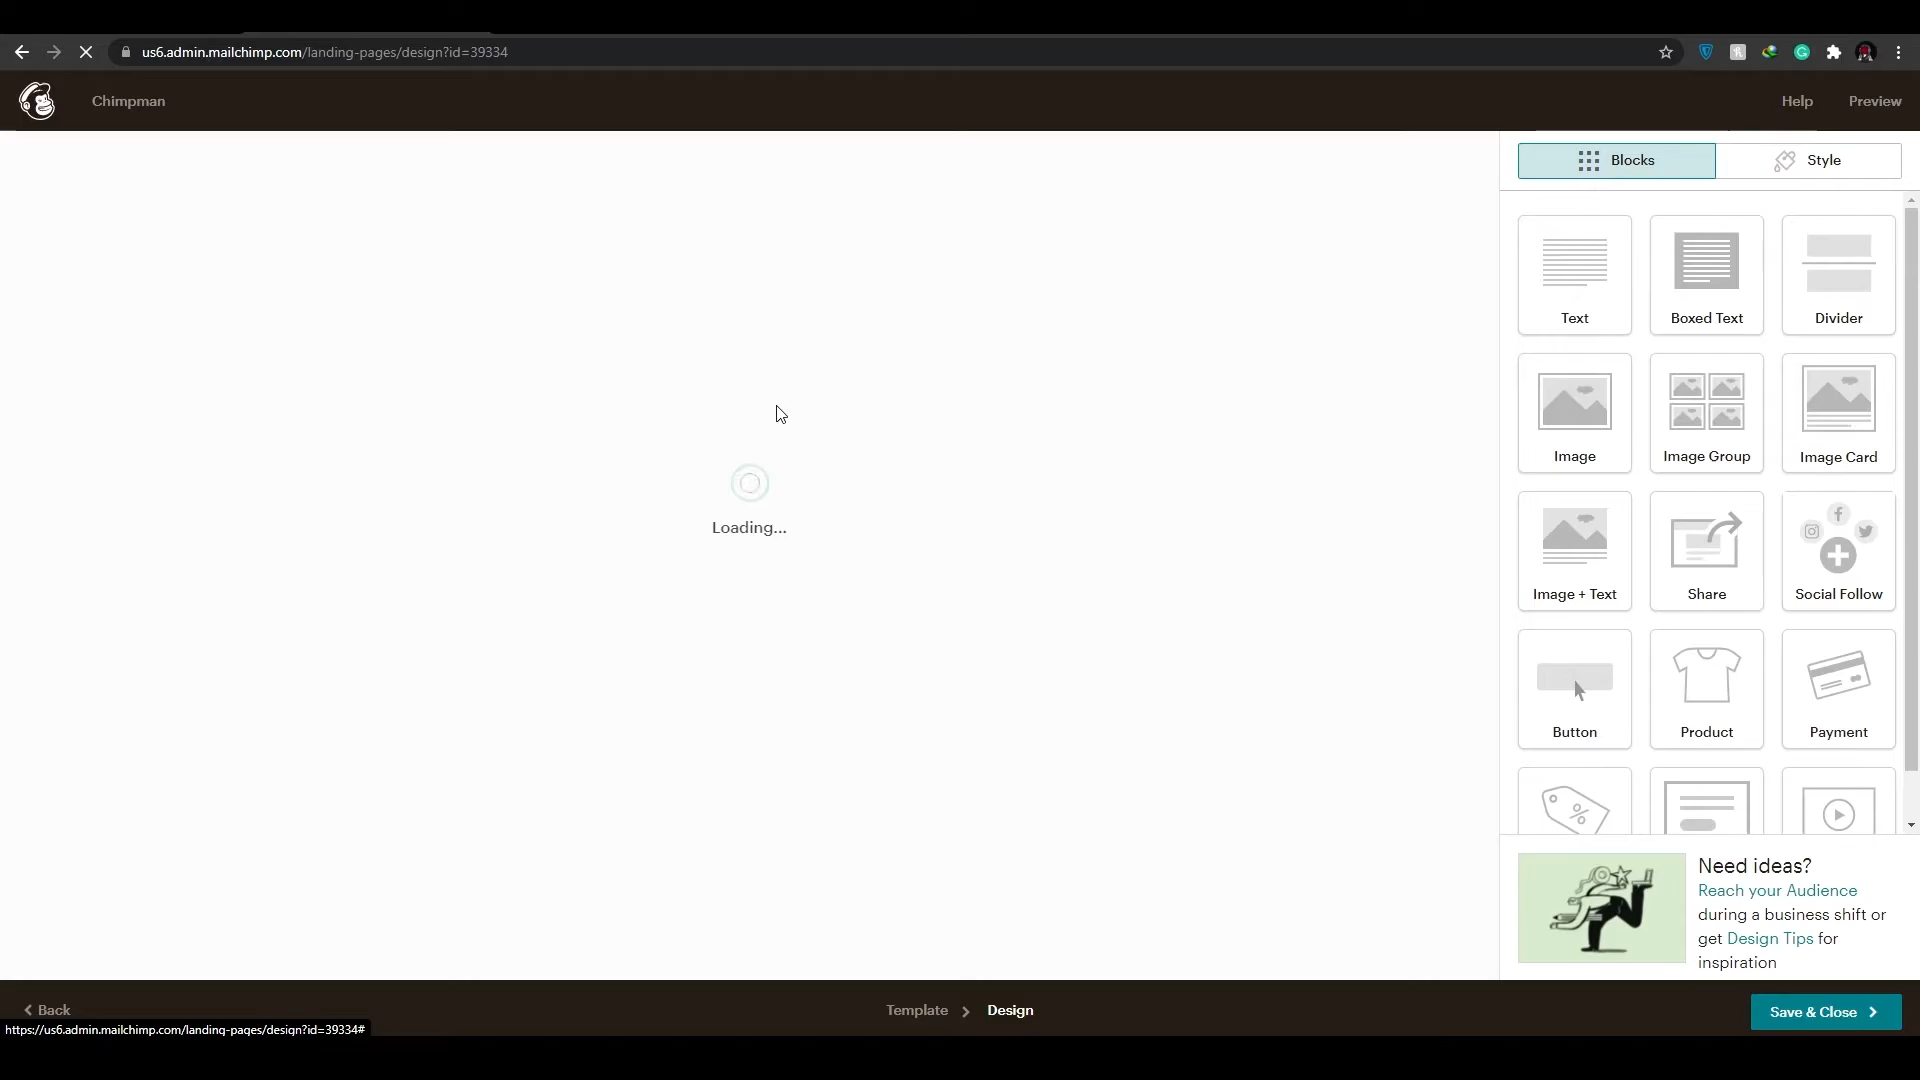 us6.admin.mailchimp.com/landing-pages/design?id=39334
Chimpman
Help
Preview
Blocks
Style
Text
Boxed Text
Divider
Image
Image Group
Image Card
Loading...
Image + Text
Share
Social Follow
Button
Product
Payment
Need ideas?
Reach your Audience
during a business shift or
get Design Tips for
inspiration
Back
Template
Design
Save & Close
https://us6.admin.mailchimp.com/landing-pages/design?id=39334#